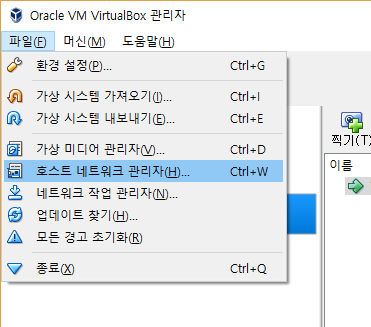 Oracle VM VirtualBox 관리자
파일(F) 머신(M) 도움말(H)
환경 설정(P)... Ctrl+G
가상 시스템 가져오기(I)... Ctrl+I
가상 시스템 내보내기(E)... Ctrl+E
가상 미디어 관리자(V)... Ctrl+D
호스트 네트워크 관리자(H)... Ctrl+W
네트워크 작업 관리자(N)...
업데이트 찾기(H)...
모든 경고 초기화(R)
종료(X) Ctrl+Q
찍기(T)
이름